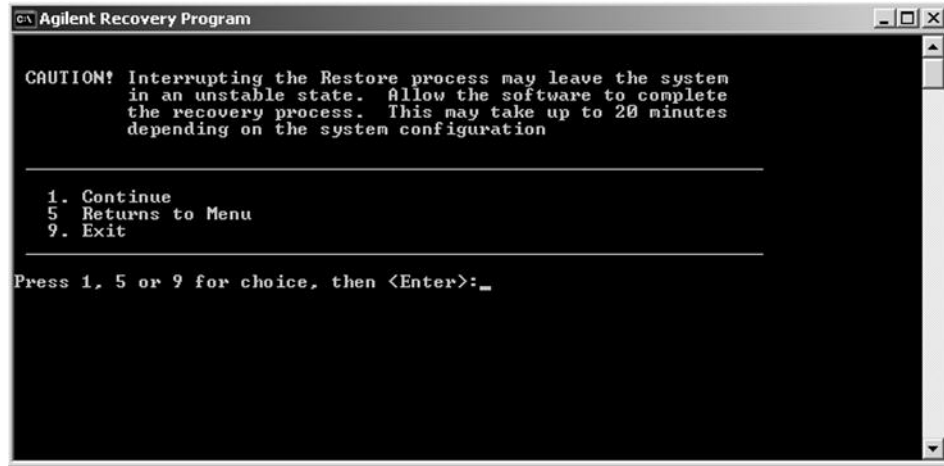 Agilent Recovery Program
CAUTION! Interrupting the Restore process may leave the system
in an unstable state.  Allow the software to complete
the recovery process.  This may take up to 20 minutes
depending on the system configuration
1. Continue
5  Returns to Menu
9. Exit
Press 1, 5 or 9 for choice, then <Enter>:_